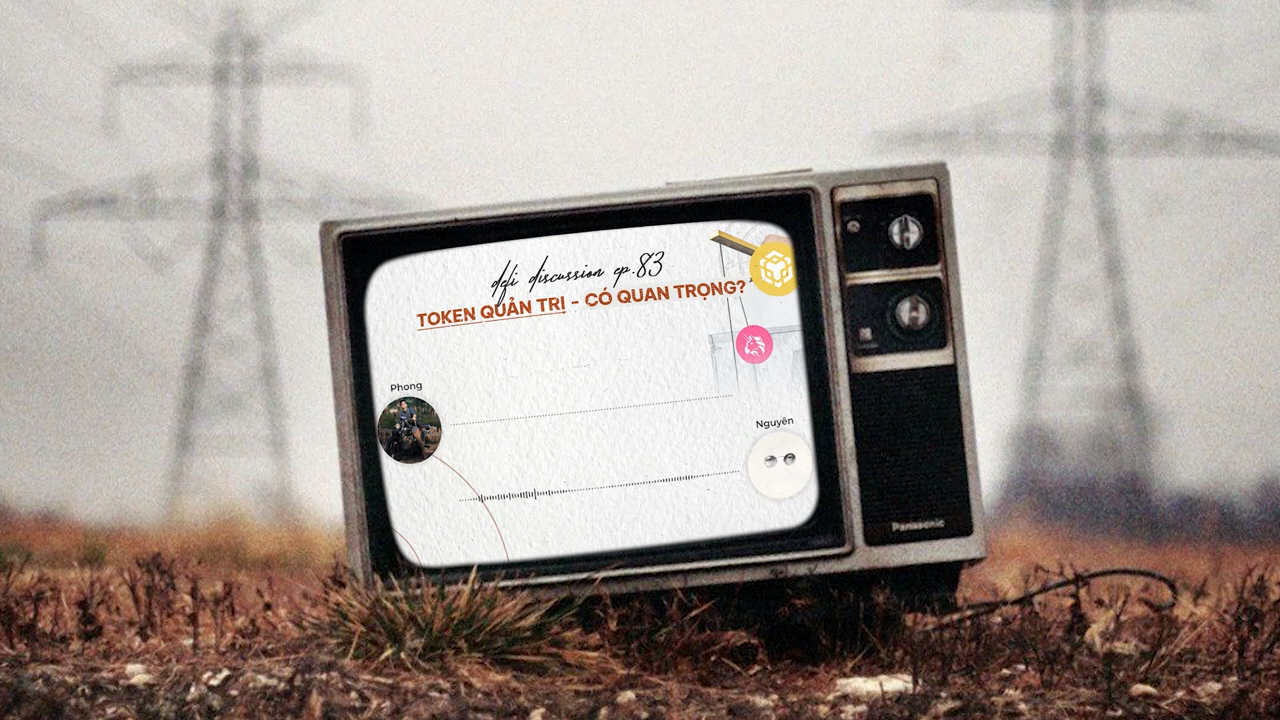 defi discussion ep.83
TOKEN QUẢN TRỊ - CÓ QUAN TRỌNG?
Phong
Nguyên
Panasonic